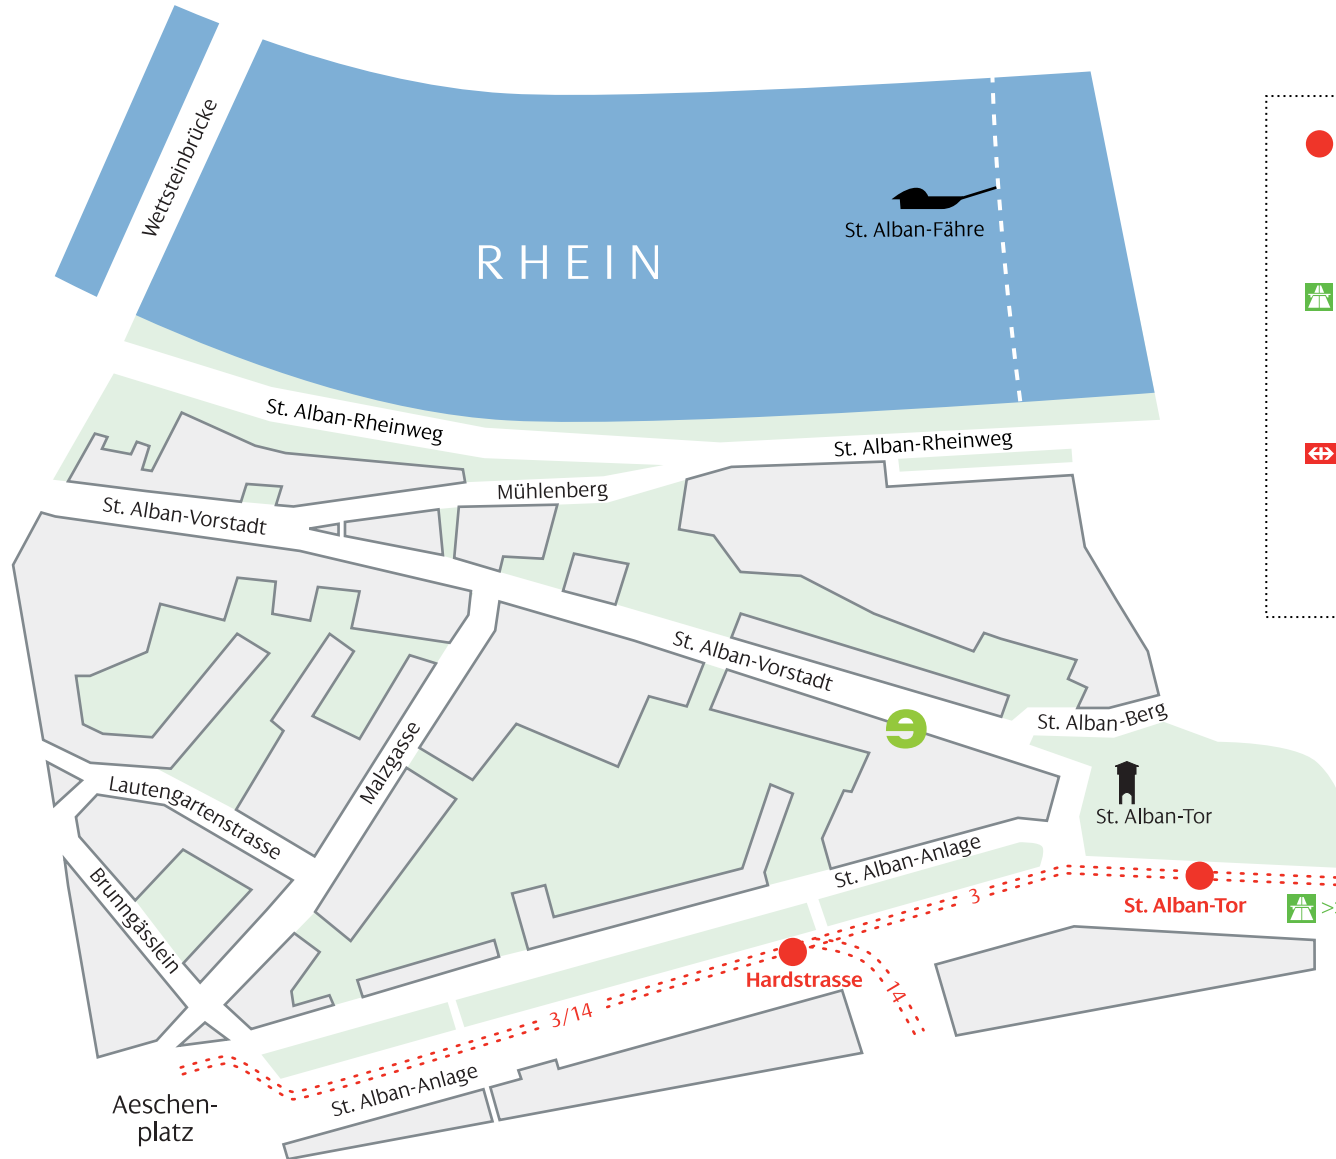 Wettsteinbrücke
St. Alban-Fähre
RHEIN
St. Alban-Rheinweg
St. Alban-Rheinweg
Mühlenberg
St. Alban-Vorstadt
St. Alban-Vorstadt
St. Alban-Berg
Malzgasse
Lautengartenstrasse
St. Alban-Tor
St. Alban-Anlage
Brunngässlein
3
St. Alban-Tor
>
Hardstrasse
14
3/14
St. Alban-Anlage
Aeschen-
platz